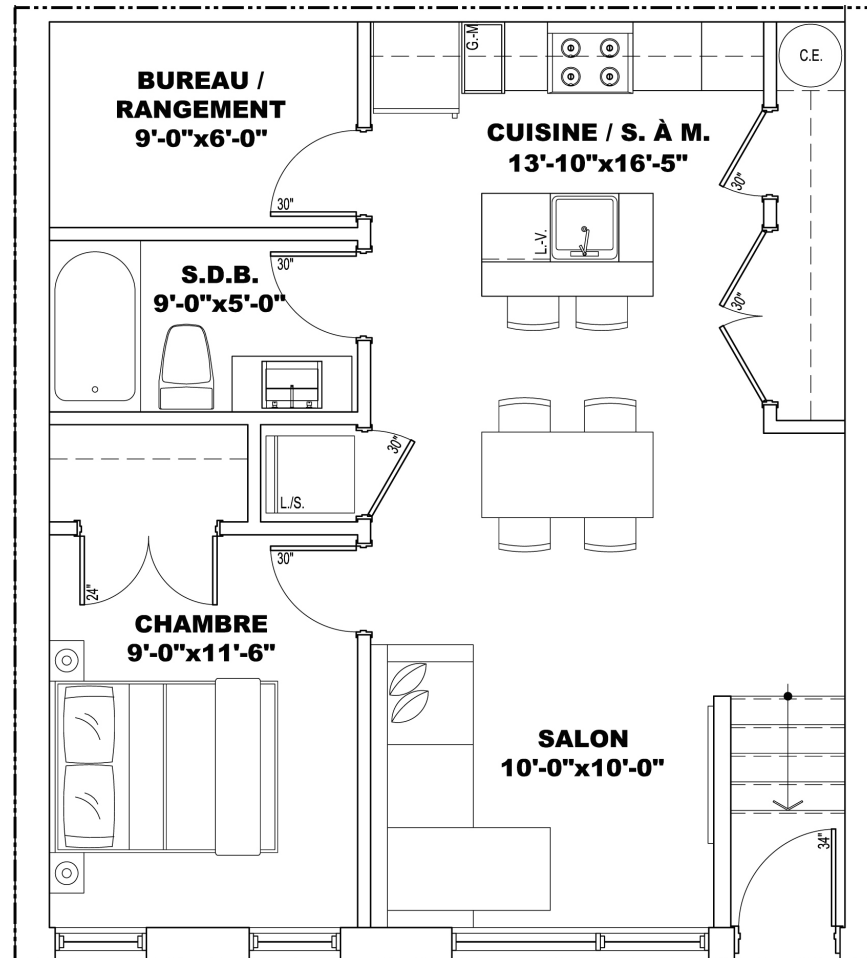 BUREAU /
RANGEMENT
9'-0"x6'-0"
30"
G.-M
C.E.
CUISINE / S. À M.
13'-10"x16'-5"
30"
L.-V.
30"
S.D.B.
9'-0"x5'-0"
30"
30"
L./S.
30"
24"
CHAMBRE
9'-0"x11'-6"
SALON
10'-0"x10'-0"
34"